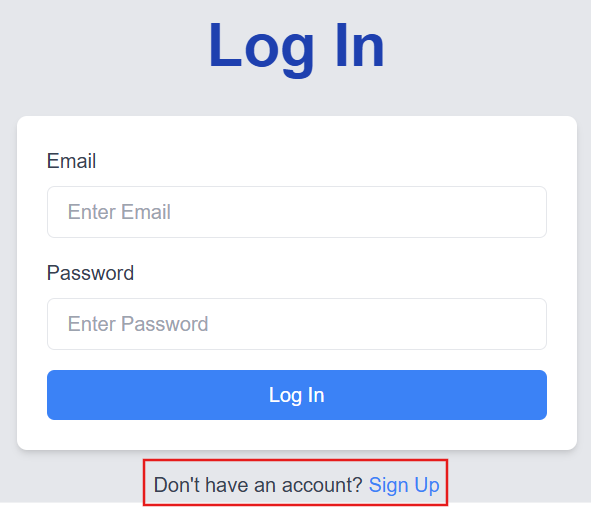 Log In
Email
Enter Email
Password
Enter Password
Log In
Don't have an account? Sign Up